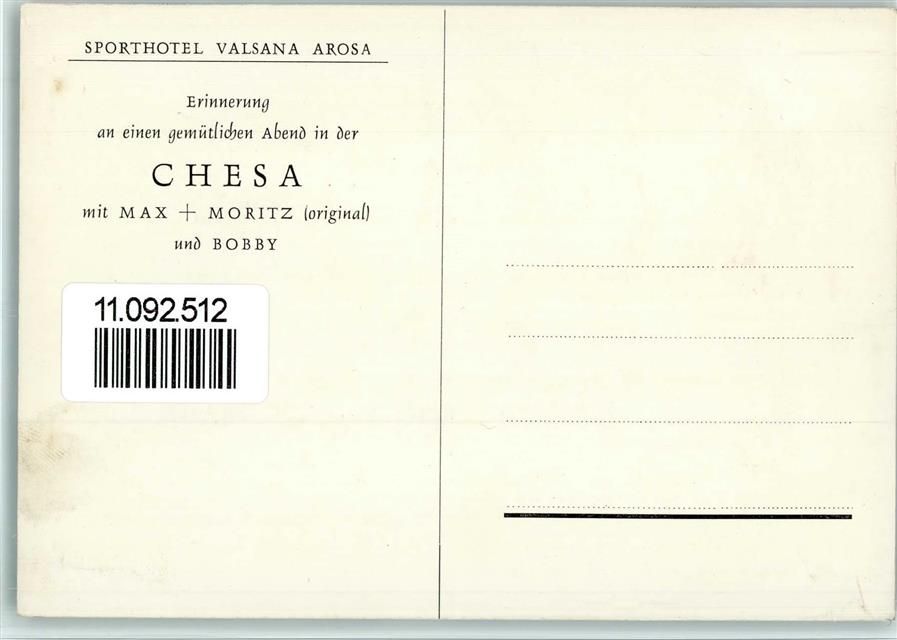 SPORTHOTEL VALSANA AROSA
Erinnerung
an einen gemütlichen Abend in der
CHESA
mit MAX + MORITZ (original)
und BOBBY
11.092.512